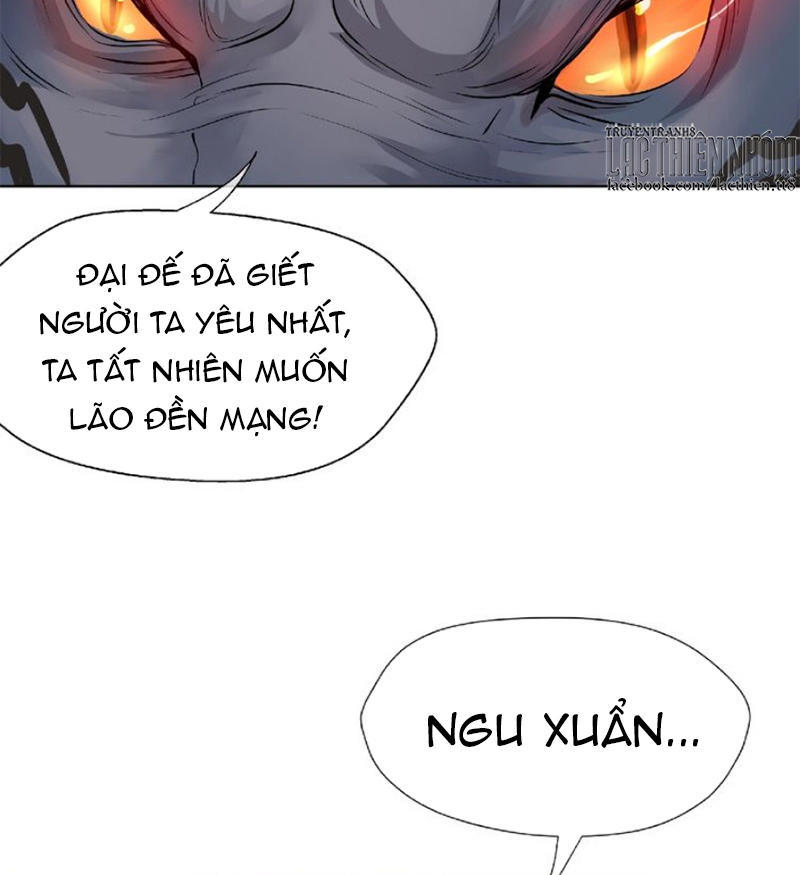 TRUYENTRANH8
LẠC THIÊN NHÓM
facebook.com/lacthien.tt8
ĐẠI ĐẾ ĐÃ GIẾT
NGƯỜI TA YÊU NHẤT,
TA TẤT NHIÊN MUỐN
LÃO ĐỀN MẠNG!
NGU XUẨN...